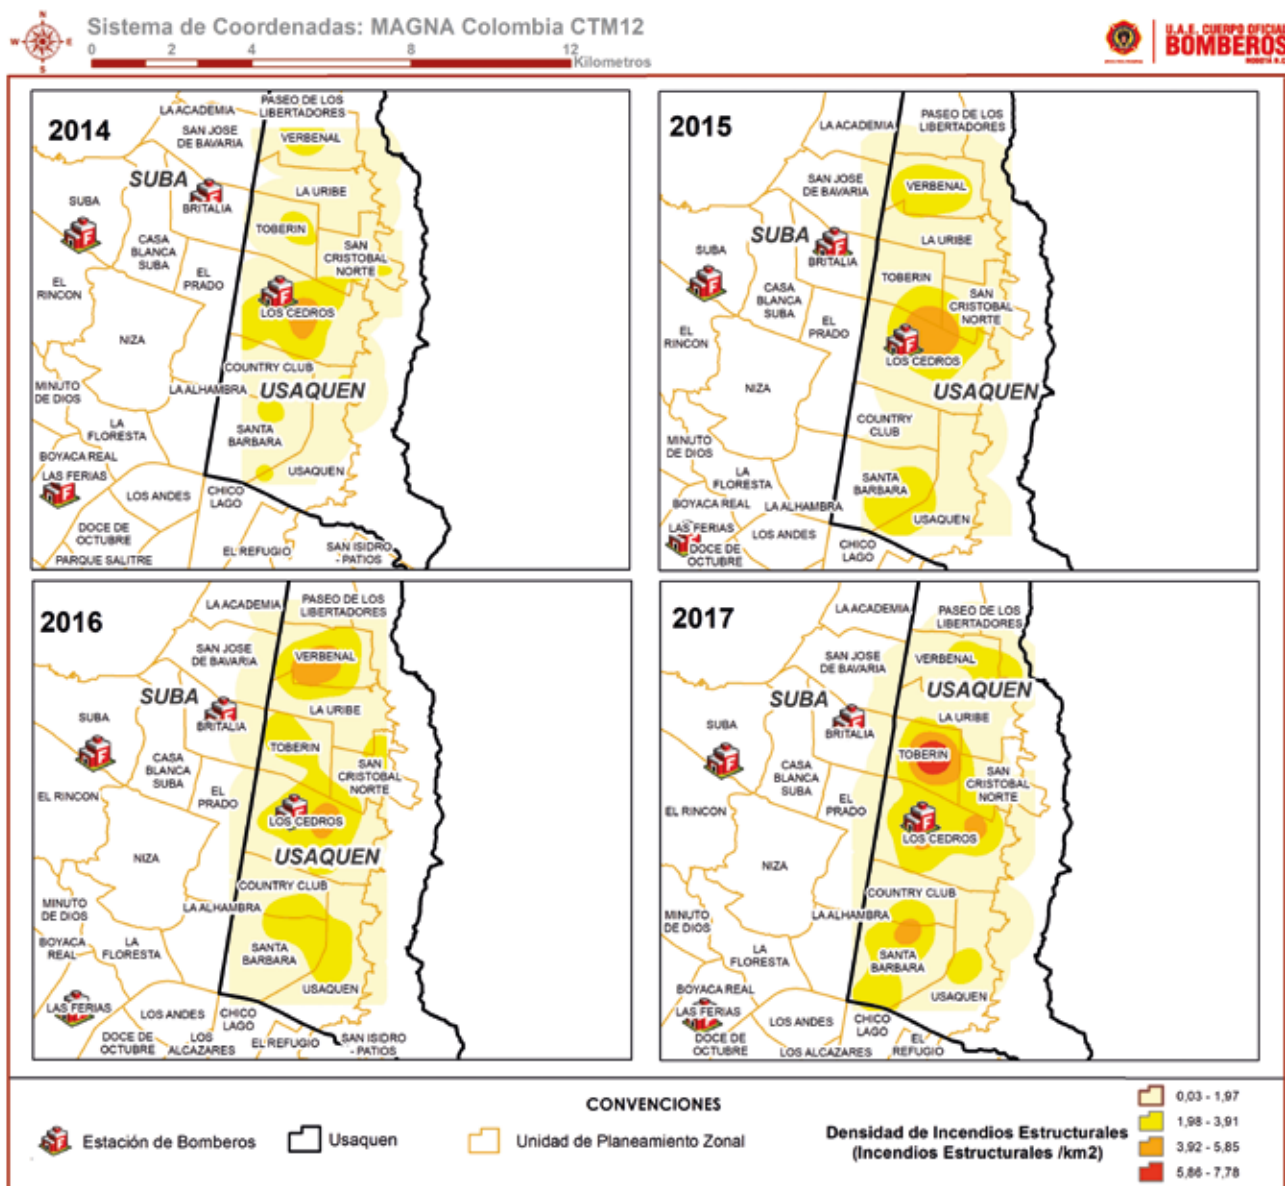 Sistema de Coordenadas: MAGNA Colombia CTM12
0 2 4 8 12
Kilometros
U.A.E. CUERPO OFICIAL
BOMBEROS
BOGOTÁ D.C.
N
W E
S
2014
LA ACADEMIA
PASEO DE LOS
LIBERTADORES
SAN JOSE
DE BAVARIA
VERBENAL
SUBA
LA URIBE
SUBA
BRITALIA
TOBERIN
CASA
BLANCA
SUBA
SAN
CRISTOBAL
NORTE
EL
PRADO
EL
RINCON
LOS CEDROS
NIZA
COUNTRY CLUB
MINUTO
DE DIOS
LA ALHAMBRA
USAQUEN
LA
FLORESTA
SANTA
BARBARA
BOYACA REAL
LAS FERIAS
USAQUEN
LOS ANDES
CHICO
LAGO
DOCE DE
OCTUBRE
PARQUE SALITRE
EL REFUGIO
SAN ISIDRO
- PATIOS
2015
LA ACADEMIA
PASEO DE LOS
LIBERTADORES
SAN JOSE
DE BAVARIA
VERBENAL
SUBA
SUBA
BRITALIA
LA URIBE
TOBERIN
CASA
BLANCA
SUBA
SAN
CRISTOBAL
NORTE
EL
RINCON
EL
PRADO
LOS CEDROS
NIZA
USAQUEN
COUNTRY
CLUB
MINUTO
DE DIOS
LA
FLORESTA
SANTA
BARBARA
BOYACA REAL
LA ALHAMBRA
LAS FERIAS
USAQUEN
LOS ANDES
DOCE DE
OCTUBRE
CHICO
LAGO
2016
LA ACADEMIA
PASEO DE LOS
LIBERTADORES
SAN JOSE
DE BAVARIA
VERBENAL
SUBA
LA URIBE
SUBA
BRITALIA
TOBERIN
CASA
BLANCA
SUBA
SAN
CRISTOBAL
NORTE
EL RINCON
EL
PRADO
LOS CEDROS
NIZA
USAQUEN
COUNTRY CLUB
MINUTO
DE DIOS
LA ALHAMBRA
BOYACA
REAL
LA
FLORESTA
SANTA
BARBARA
USAQUEN
LAS FERIAS
LOS ANDES
CHICO
LAGO
DOCE DE
OCTUBRE
LOS
ALCAZARES
EL REFUGIO
SAN ISIDRO
- PATIOS
2017
LA ACADEMIA
PASEO DE LOS
LIBERTADORES
SAN JOSE
DE BAVARIA
VERBENAL
USAQUEN
SUBA
LA URIBE
SUBA
BRITALIA
TOBERIN
CASA
BLANCA
SUBA
SAN
CRISTOBAL
NORTE
EL RINCON
EL
PRADO
LOS CEDROS
NIZA
COUNTRY CLUB
MINUTO
DE DIOS
LA ALHAMBRA
LA
FLORESTA
SANTA
BARBARA
BOYACA REAL
USAQUEN
LAS FERIAS
LOS ANDES
CHICO
LAGO
DOCE DE
OCTUBRE
LOS ALCAZARES
EL
REFUGIO
CONVENCIONES
Estación de Bomberos
Usaquen
Unidad de Planeamiento Zonal
Densidad de Incendios Estructurales
(Incendios Estructurales /km2)
0,03 - 1,97
1,98 - 3,91
3,92 - 5,85
5,86 - 7,78